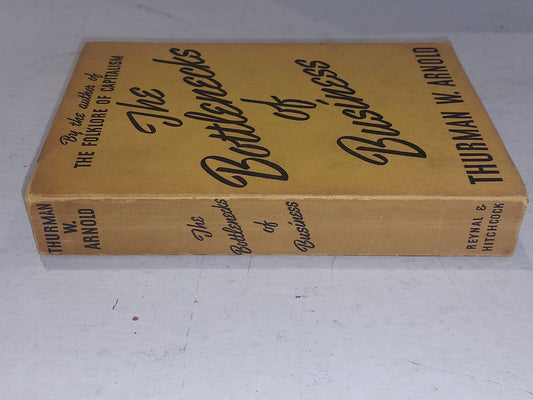 By the author of
THE FOLKLORE OF CAPITALISM
The
Bottlenecks
of
Business
THURMAN W. ARNOLD
THURMAN
W.
ARNOLD
The
Bottlenecks
of
Business
REYNAL &
HITCHCOCK